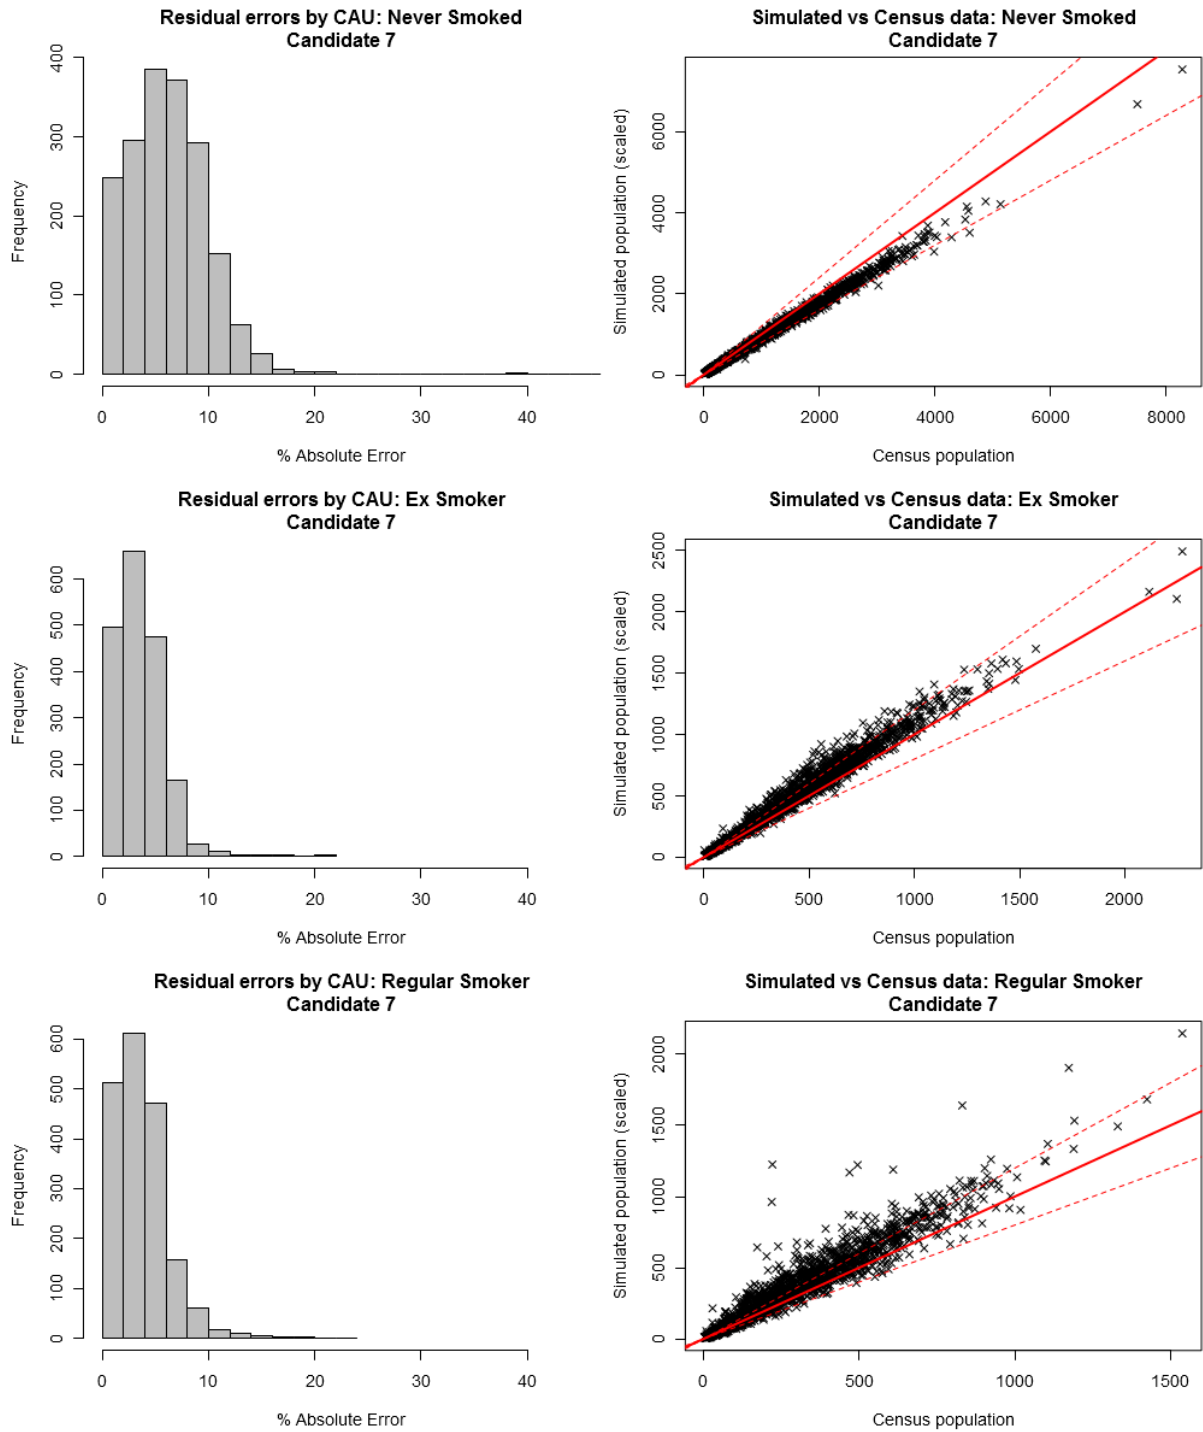 Residual errors by CAU: Never Smoked
Candidate 7
Frequency
400
300
200
100
0
0 10 20 30 40
% Absolute Error
Simulated vs Census data: Never Smoked
Candidate 7
Simulated population (scaled)
6000
4000
2000
0
0 2000 4000 6000 8000
Census population
Residual errors by CAU: Ex Smoker
Candidate 7
Frequency
600
500
400
300
200
100
0
0 10 20 30 40
% Absolute Error
Simulated vs Census data: Ex Smoker
Candidate 7
Simulated population (scaled)
2500
2000
1500
1000
500
0
0 500 1000 1500 2000
Census population
Residual errors by CAU: Regular Smoker
Candidate 7
Frequency
600
500
400
300
200
100
0
0 10 20 30 40
% Absolute Error
Simulated vs Census data: Regular Smoker
Candidate 7
Simulated population (scaled)
2000
1500
1000
500
0
0 500 1000 1500
Census population